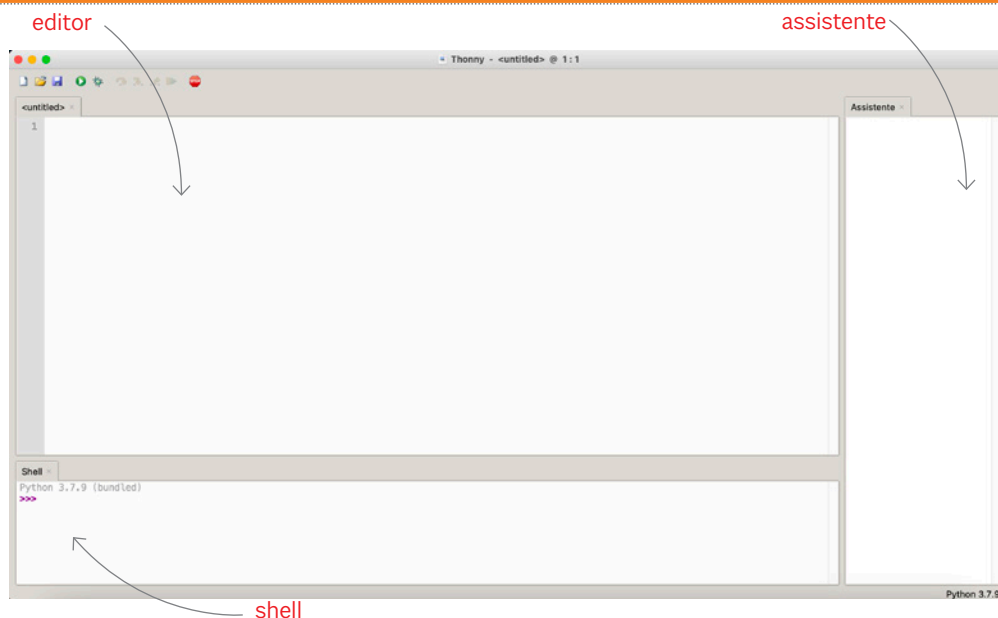 editor
assistente
Thonny - <untitled> @ 1:1
<untitled>
Assistente
1
Shell
Python 3.7.9 (bundled)
>>>
Python 3.7.9
shell